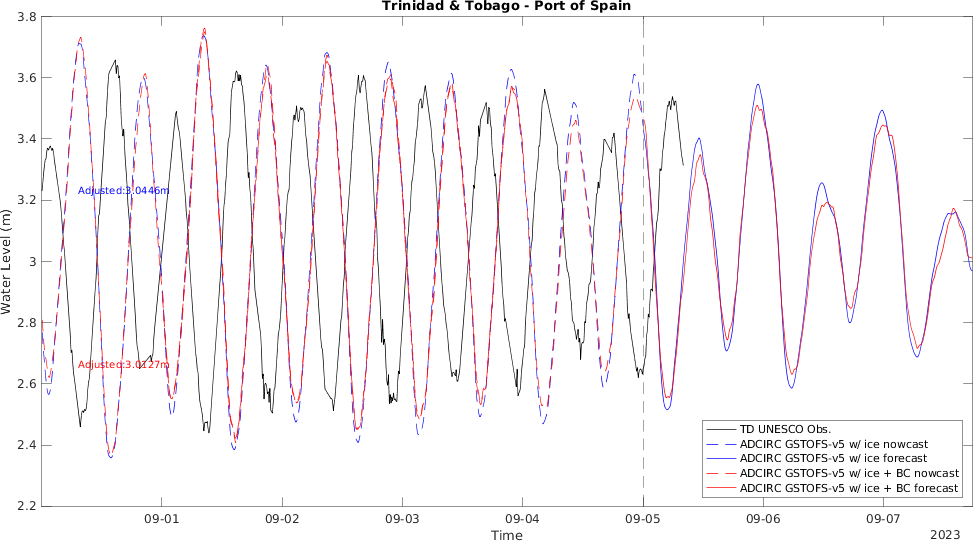 Trinidad & Tobago - Port of Spain
3.8
3.6
3.4
3.2
3
2.8
2.6
2.4
2.2
Water Level (m)
Adjusted:3.0446m
Adjusted:3.0327m
TD UNESCO Obs.
ADCIRC GSTOFS-v5 w/ ice nowcast
ADCIRC GSTOFS-v5 w/ ice forecast
ADCIRC GSTOFS-v5 w/ ice + BC nowcast
ADCIRC GSTOFS-v5 w/ ice + BC forecast
09-01 09-02 09-03 09-04 09-05 09-06 09-07
Time
2023